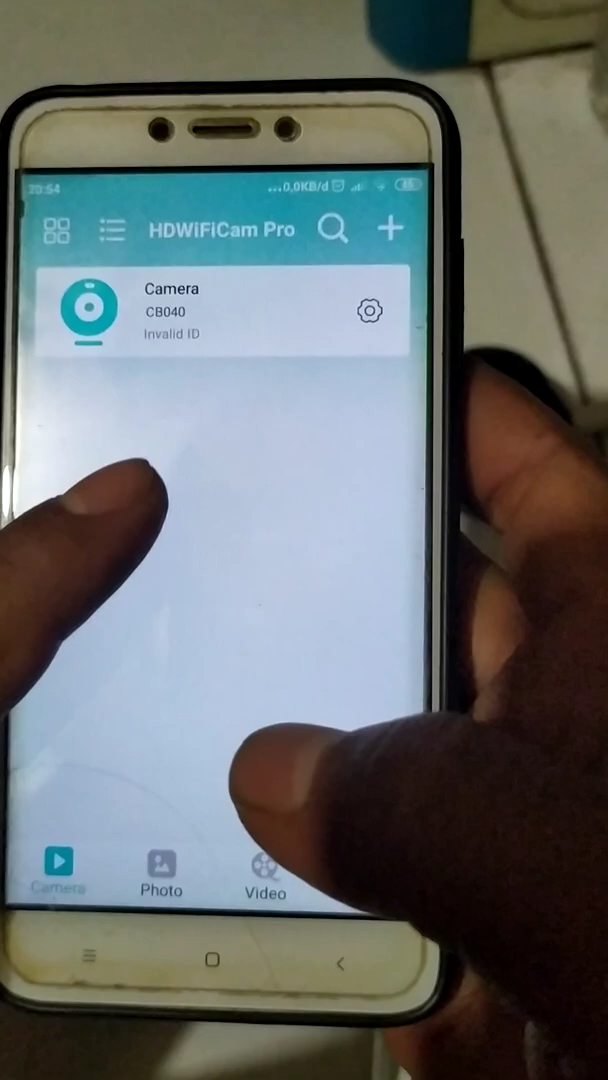 20:54
...0,0KB/d
HDWiFiCam Pro
Camera
CB040
Invalid ID
Camera
Photo
Video